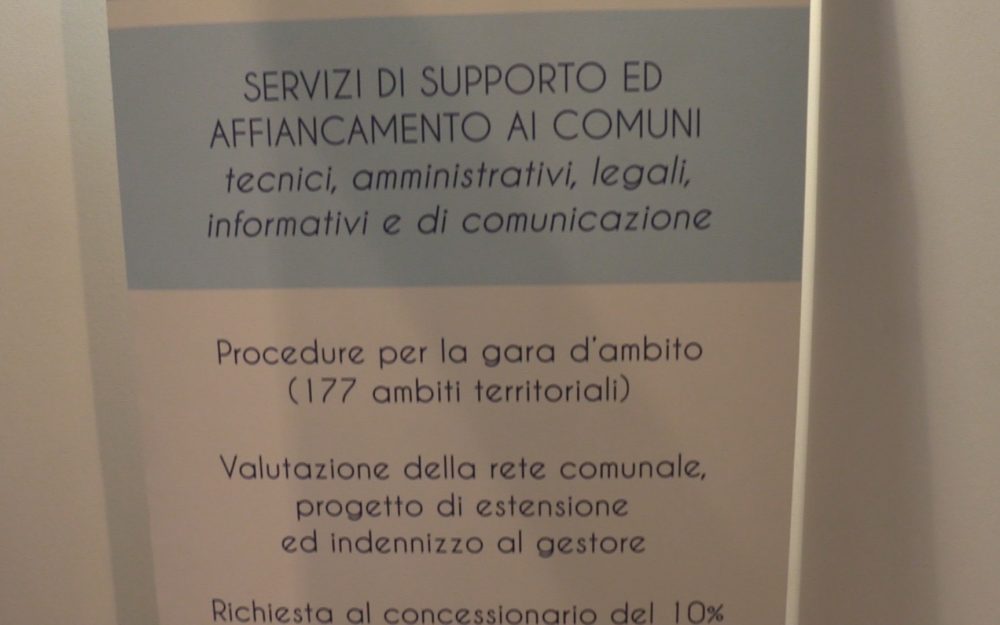 SERVIZI DI SUPPORTO ED
AFFIANCAMENTO AI COMUNI
tecnici, amministrativi, legali,
informativi e di comunicazione
Procedure per la gara d'ambito
(177 ambiti territoriali)
Valutazione della rete comunale,
progetto di estensione
ed indennizzo al gestore
Richiesta al concessionario del 10%